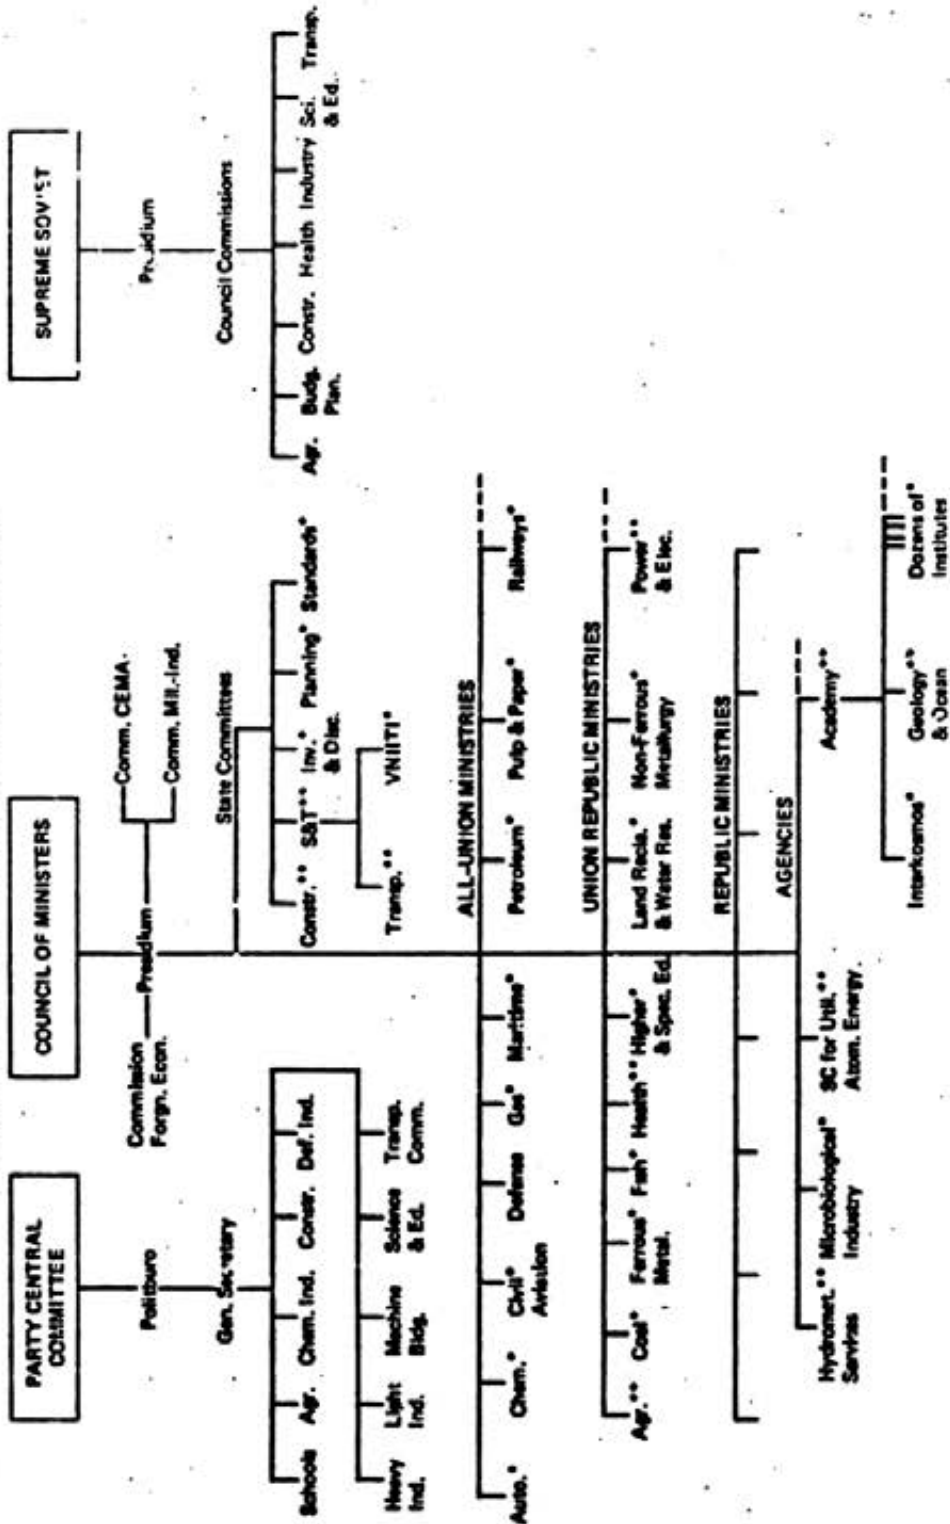 PARTY CENTRAL
COMMITTEE
Politburo
Gen. Secretary
Schools Agr. Chem. Ind. Constr. Def. Ind.
Heavy Light Machine Science Transp.
Ind. Ind. Bldg. & Ed. Comm.
COUNCIL OF MINISTERS
Commission
Forgn. Econ.
Presidium
Comm. CEMA
Comm. Mil.-Ind.
State Committees
Constr.** S&T** Inv.* Planning* Standards*
& Disc.
Transp.** VNIITI*
SUPREME SOVIET
Presidium
Council Commissions
Agr. Budg. Constr. Health Industry Sci. Transp.
Plan. & Ed.
ALL-UNION MINISTRIES
Auto.* Chem.* Civil* Defense Gas* Maritime* Petroleum* Pulp & Paper* Railways*
Aviation
UNION REPUBLIC MINISTRIES
Agr.** Coal* Ferrous* Fish* Health** Higher* Land Recla.* Non-Ferrous* Power**
Metal. & Spec. Ed. & Water Res. Metallurgy & Elec.
REPUBLIC MINISTRIES
AGENCIES
Hydromet.** Microbiological* SC for Util.** Academy**
Services Industry Atom. Energy
Interkosmos* Geology** Dozens of*
& Ocean Institutes